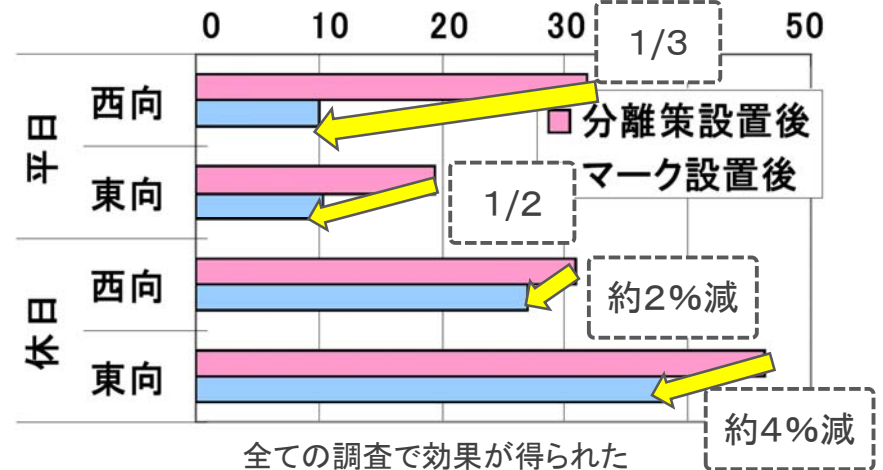 0 10 20 30 50
1/3
分離策設置後
マーク設置後
平日
西向
東向
1/2
休日
西向
東向
約2%減
約4%減
全ての調査で効果が得られた